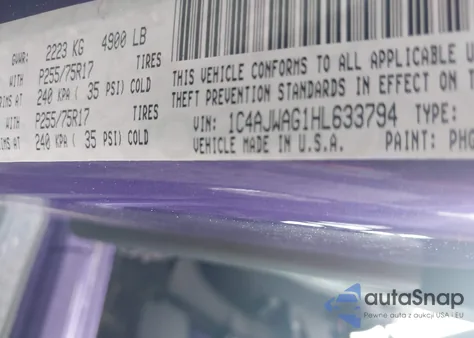 GVWR: 2223 KG 4900 LB
WITH P255/75R17 TIRES
RIMS AT 240 KPA ( 35 PSI) COLD
WITH P255/75R17 TIRES
RIMS AT 240 KPA ( 35 PSI) COLD
THIS VEHICLE CONFORMS TO ALL APPLICABLE
THEFT PREVENTION STANDARDS IN EFFECT ON
VIN: 1C4AJWAG1HL633794 TYPE:
VEHICLE MADE IN U.S.A. PAINT: PHO
autoSnap
Pewne auta z aukcji USA i EU